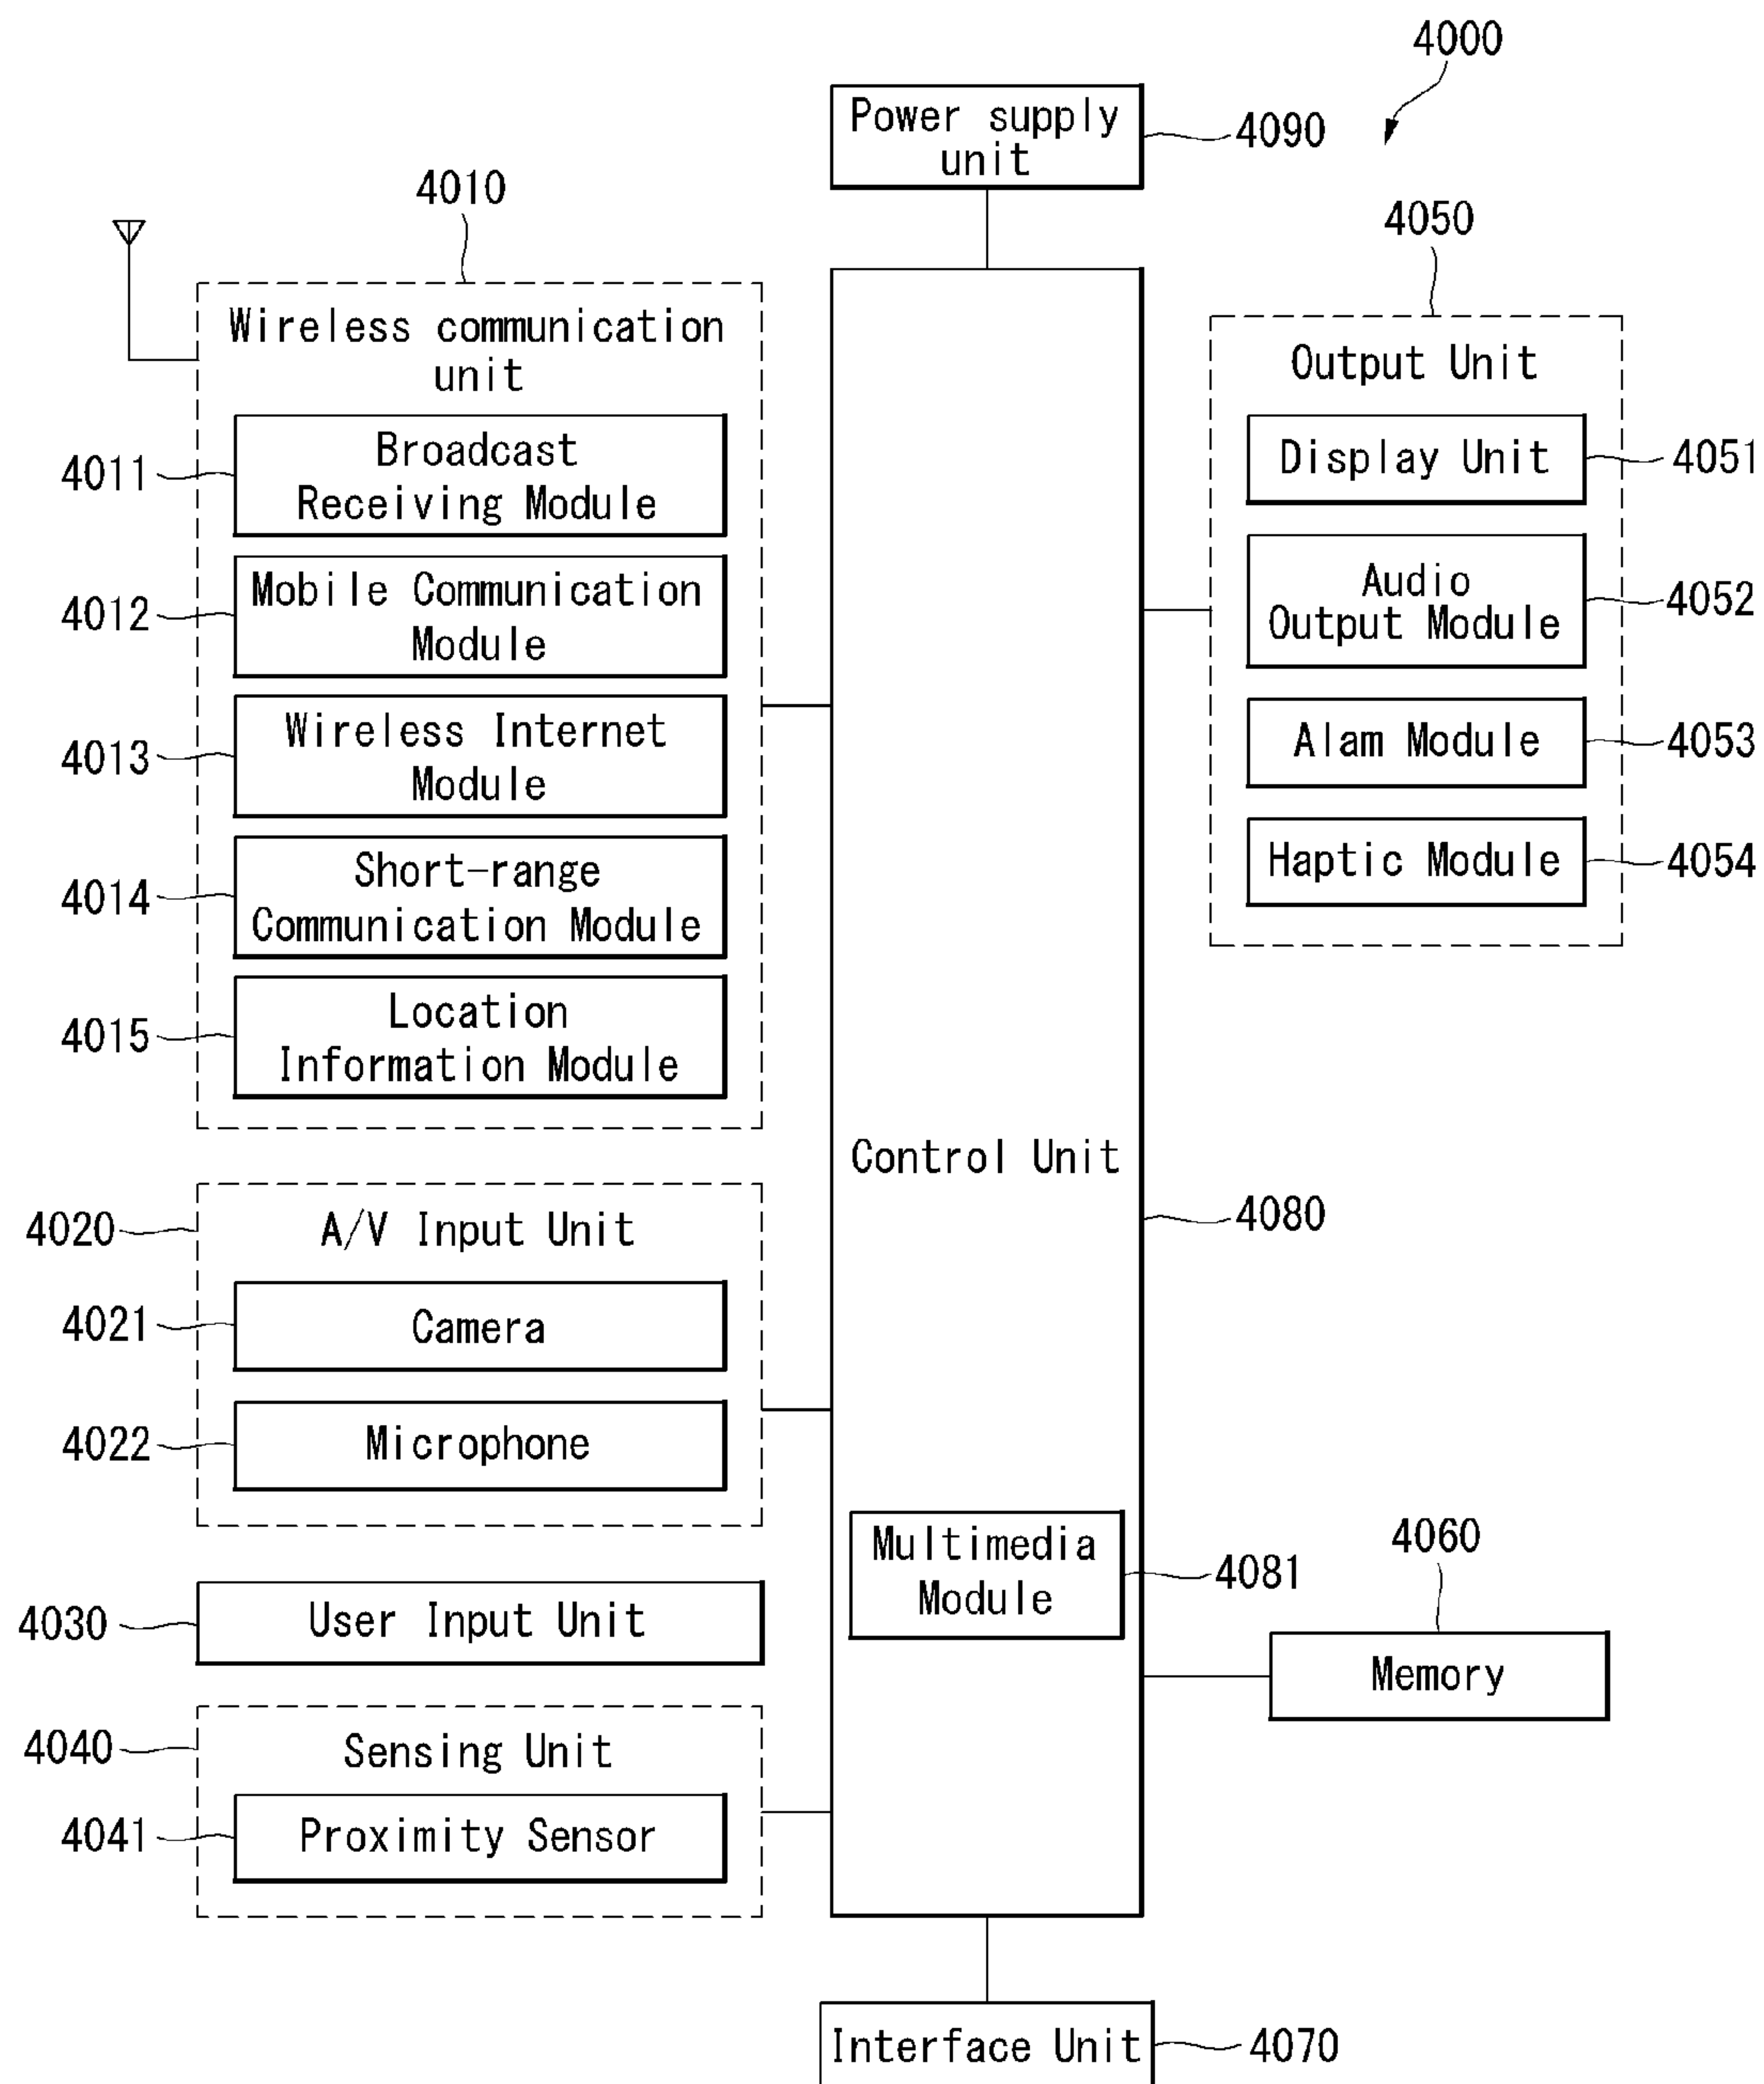 4000
Power supply
unit
4090
4010
4050
Wireless communication
unit
Output Unit
4011
Broadcast
Receiving Module
Display Unit
4051
4012
Mobile Communication
Module
Audio
Output Module
4052
4013
Wireless Internet
Module
Alam Module
4053
4014
Short-range
Communication Module
Haptic Module
4054
4015
Location
Information Module
Control Unit
4080
4020
A/V Input Unit
4021
Camera
4022
Microphone
Multimedia
Module
4081
4060
4030
User Input Unit
Memory
4040
Sensing Unit
4041
Proximity Sensor
Interface Unit
4070